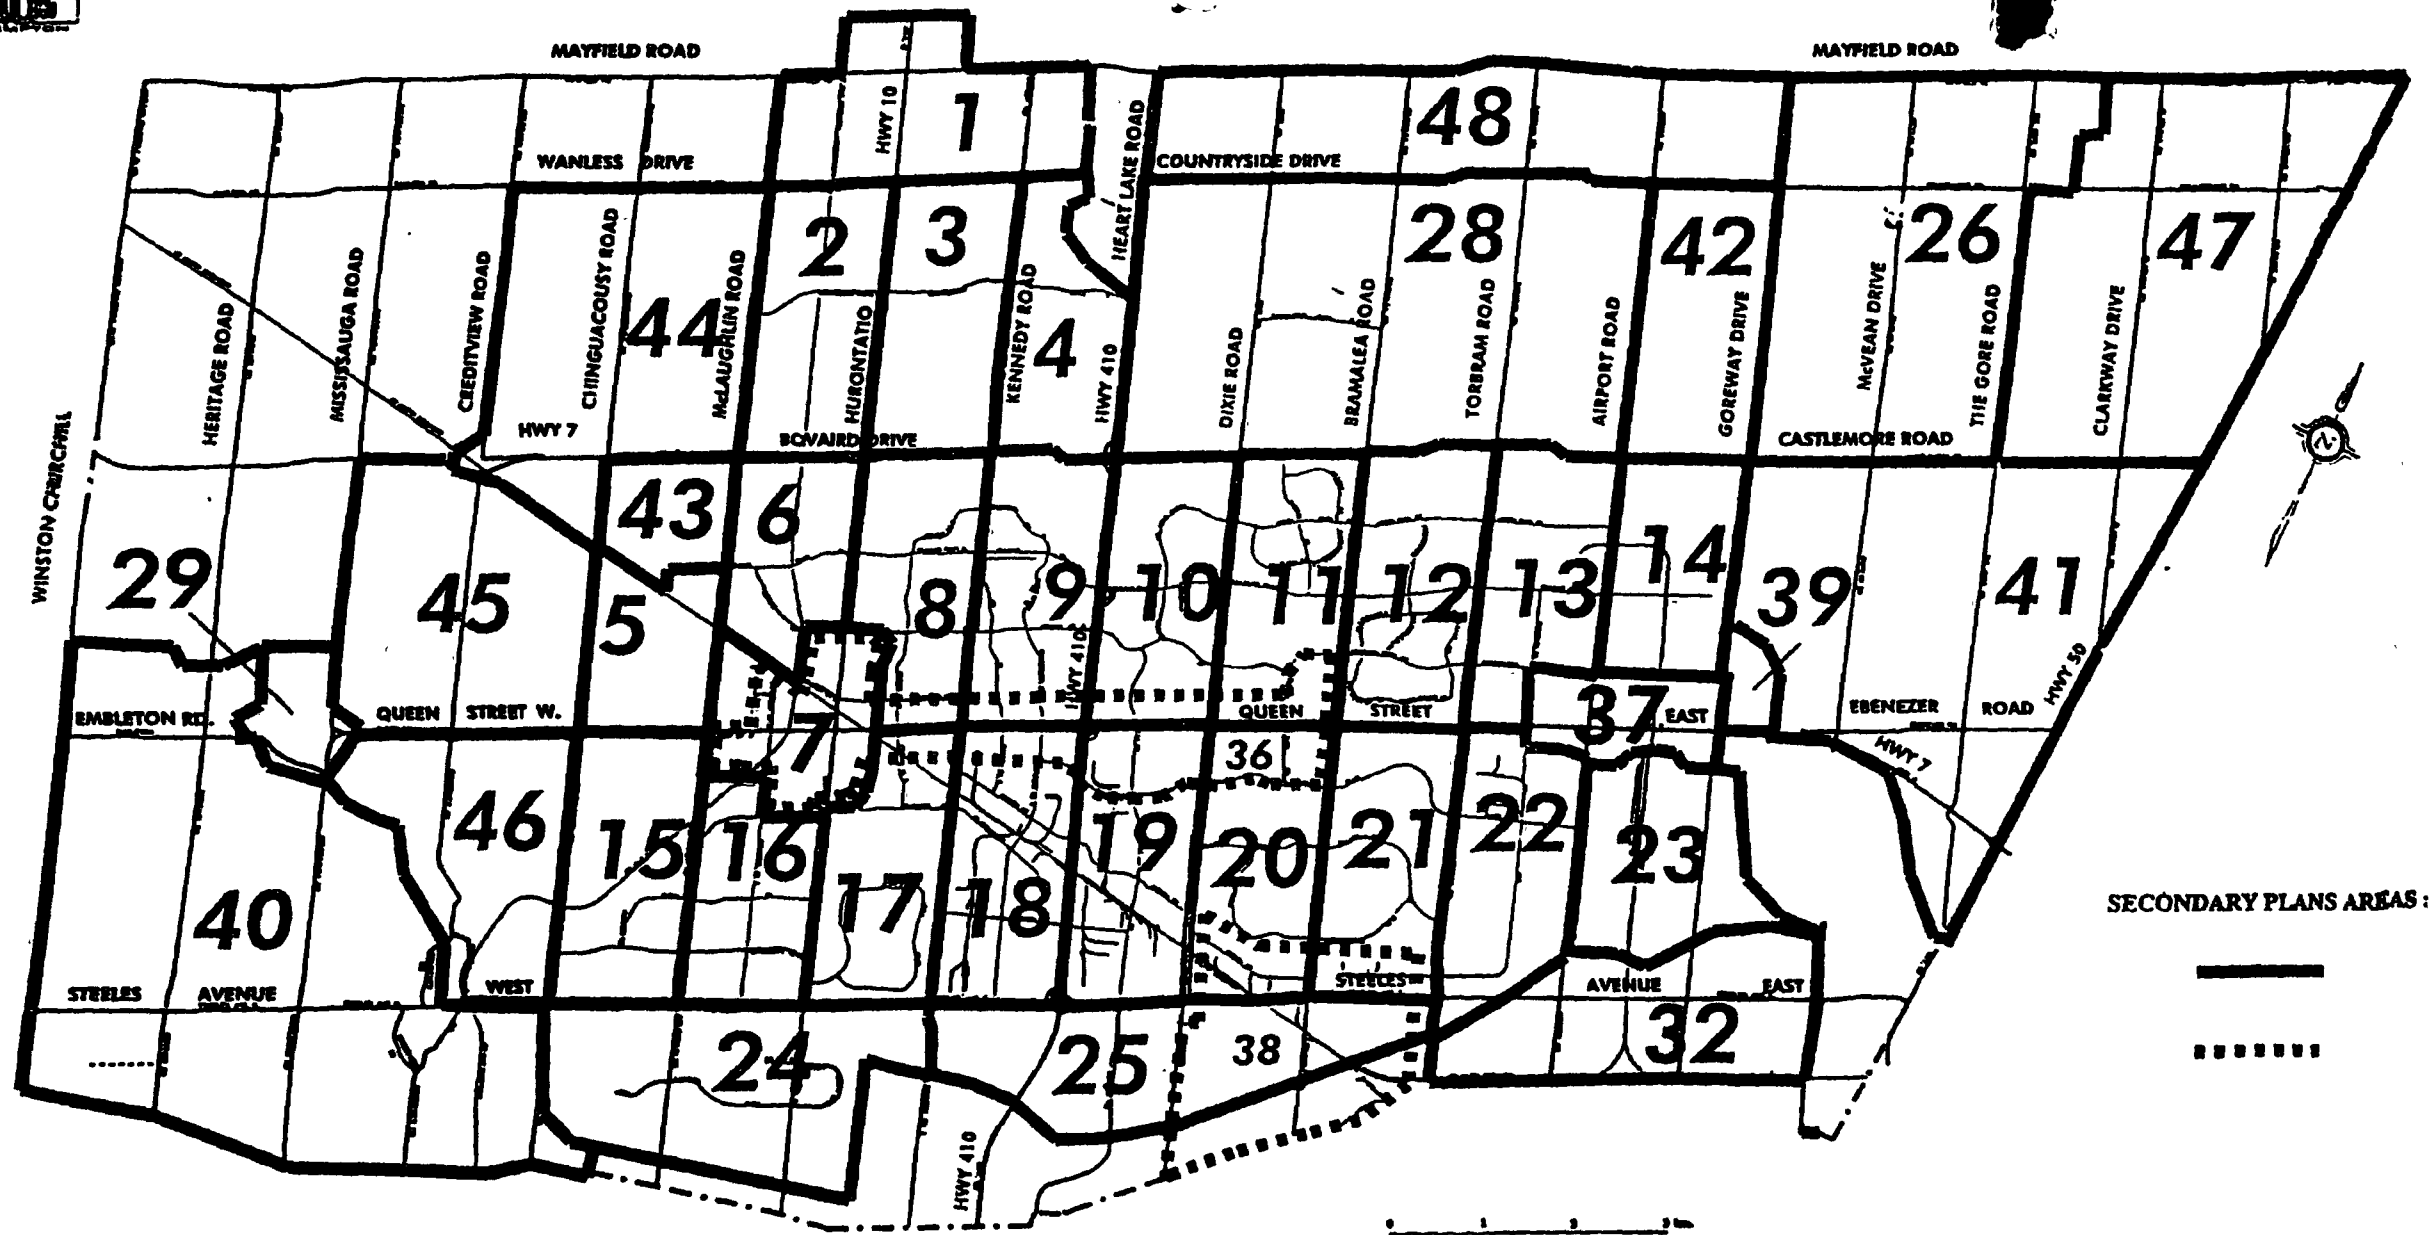 MAYFIELD ROAD
MAYFIELD ROAD
HWY 10
1
HEART LAKE ROAD
48
WANLESS DRIVE
COUNTRYSIDE DRIVE
2
3
28
42
26
47
HERITAGE ROAD
MISSISSAUGA ROAD
CREDITVIEW ROAD
CHINGUACOUSY ROAD
44
McLAUGHLIN ROAD
HURONTARIO
KENNEDY ROAD
4
HWY 410
DIXIE ROAD
BRAMALEA ROAD
TORBRAM ROAD
AIRPORT ROAD
GOREWAY DRIVE
McVEAN DRIVE
THE GORE ROAD
CLARKWAY DRIVE
WINSTON CHURCHILL
HWY 7
BOVAIRD DRIVE
CASTLEMORE ROAD
N
29
45
43
5
6
8
9
10
11
12
13
14
39
41
HWY 410
HWY 50
EMBLETON RD.
QUEEN STREET W.
7
QUEEN STREET
37
EAST
EBENEZER ROAD
36
HWY 7
46
15
16
17
18
19
20
21
22
23
40
SECONDARY PLANS AREAS :
STEELES AVENUE
WEST
STEELES
AVENUE EAST
24
25
38
32
HWY 410
0 1 2 3 km